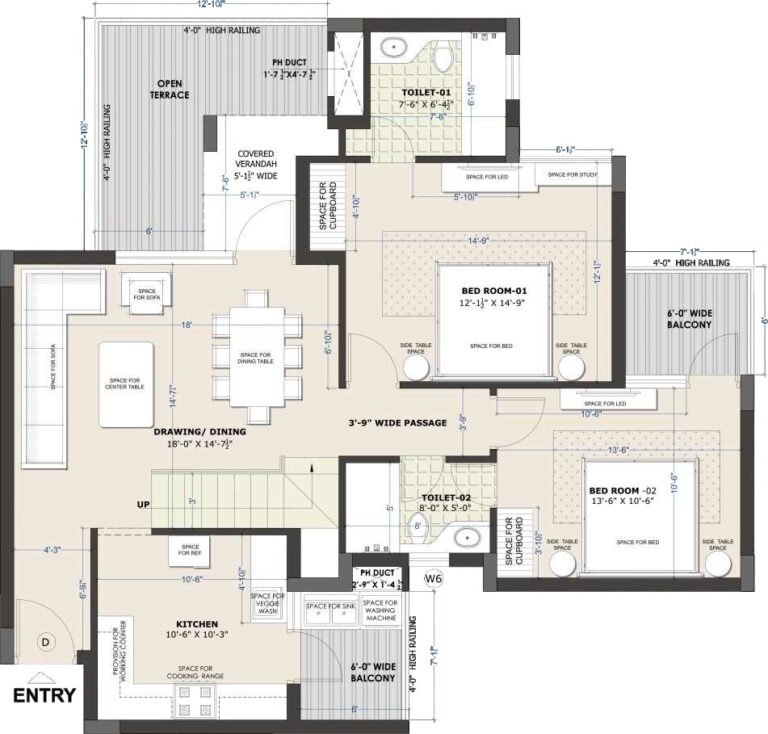 12'-10½"
4'-0" HIGH RAILING
PH DUCT
1'-7½"X4'-7½"
OPEN
TERRACE
TOILET-01
7'-6" X 6'-4½"
7'-6"
6'-10½"
12'-10½"
4'-0" HIGH RAILING
COVERED
VERANDAH
5'-1½" WIDE
7'-6"
5'-1½"
6'
6'-1½"
SPACE FOR
CUPBOARD
4'-10½"
SPACE FOR LED
SPACE FOR STUDY
5'-10½"
14'-9"
12'-1½"
BED ROOM-01
12'-1½" X 14'-9"
SPACE FOR BED
SIDE TABLE
SPACE
SIDE TABLE
SPACE
7'-1½"
4'-0" HIGH RAILING
6'-0" WIDE
BALCONY
6'
SPACE
FOR SOFA
SPACE FOR SOFA
18'
SPACE FOR
DINING TABLE
6'-10½"
SPACE FOR
CENTER TABLE
14'-7½"
DRAWING/ DINING
18'-0" X 14'-7½"
3'-9" WIDE PASSAGE
3'-9"
SPACE FOR LED
10'-6"
13'-6"
10'-6"
BED ROOM -02
13'-6" X 10'-6"
SPACE FOR BED
SIDE TABLE
SPACE
SIDE TABLE
SPACE
SPACE FOR
CUPBOARD
3'-10½"
UP
3'
TOILET-02
8'-0" X 5'-0"
5'
8'
4'-3"
6'-9½"
SPACE
FOR REF.
10'-6"
4'-10½"
SPACE FOR
VEGGIE
WASH
PH DUCT
2'-9" X 1'-4½"
W6
SPACE FOR SINK
SPACE FOR
WASHING
MACHINE
KITCHEN
10'-6" X 10'-3"
PROVISION FOR
WORKING COUNTER
SPACE FOR
COOKING RANGE
6'-0" WIDE
BALCONY
4'-0" HIGH RAILING
7'-1½"
6'
D
ENTRY